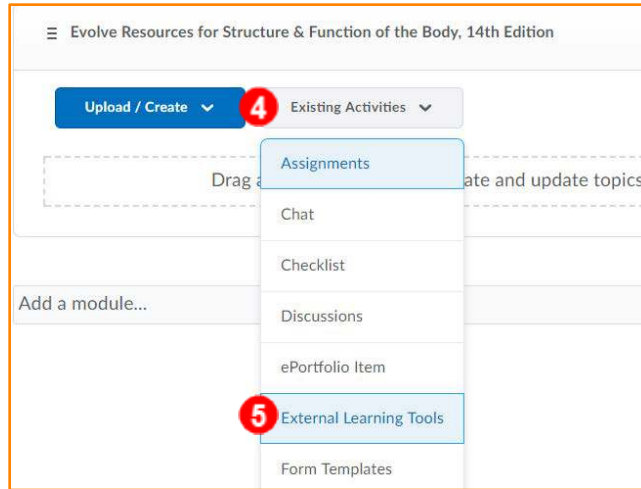 Evolve Resources for Structure & Function of the Body, 14th Edition
Upload / Create 4 Existing Activities
Assignments
Drag a ate and update topics
Chat
Checklist
Add a module...
Discussions
ePortfolio Item
5 External Learning Tools
Form Templates